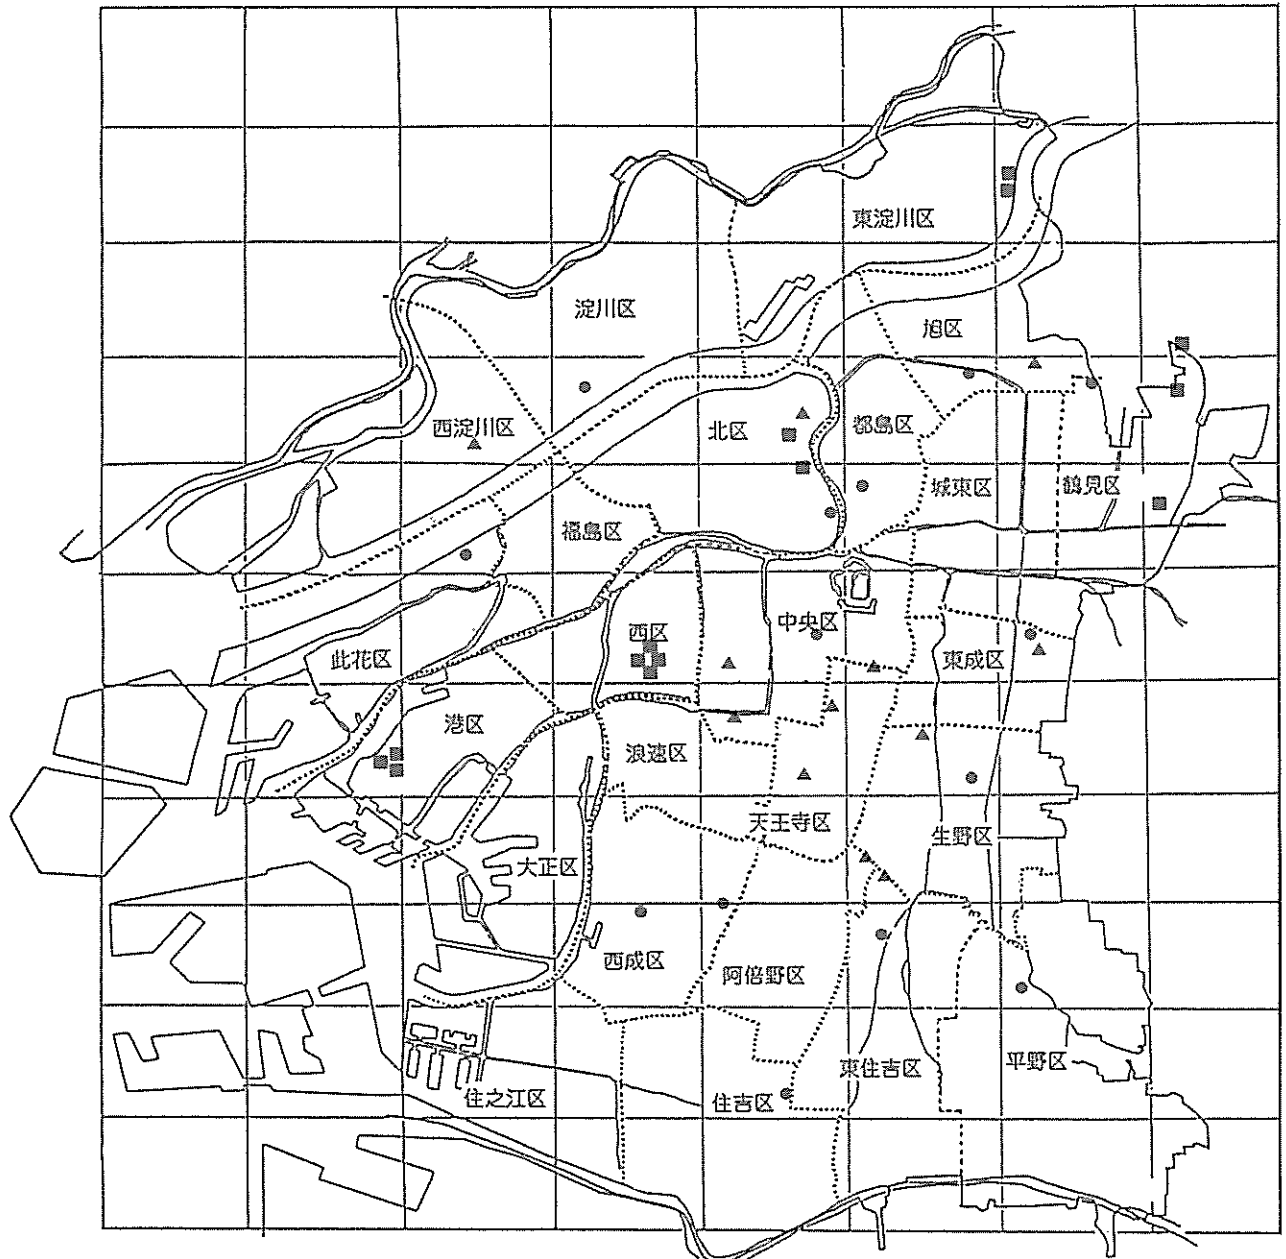 東淀川区
淀川区
旭区
西淀川区
北区
都島区
城東区
鶴見区
福島区
西区
中央区
此花区
東成区
港区
浪速区
天王寺区
生野区
大正区
西成区
阿倍野区
東住吉区
平野区
住之江区
住吉区